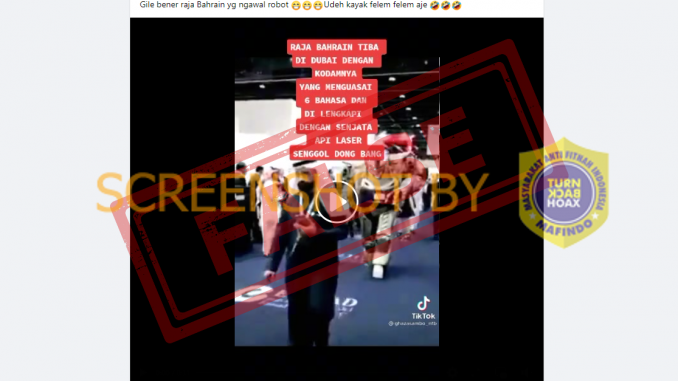 Gile bener raja Bahrain yg ngawal robot 😁😁😁Udeh kayak felem felem aje 🤣🤣🤣
RAJA BAHRAIN TIBA
DI DUBAI DENGAN
KODAMNYA
YANG MENGUASAI
6 BAHASA DAN
DI LENGKAPI
DENGAN SENJATA
API LASER
SENGGOL DONG BANG
SCREENSHOT BY
MASYARAKAT ANTI FITNAH INDONESIA
TURN
BACK
HOAX
MAFINDO
TikTok